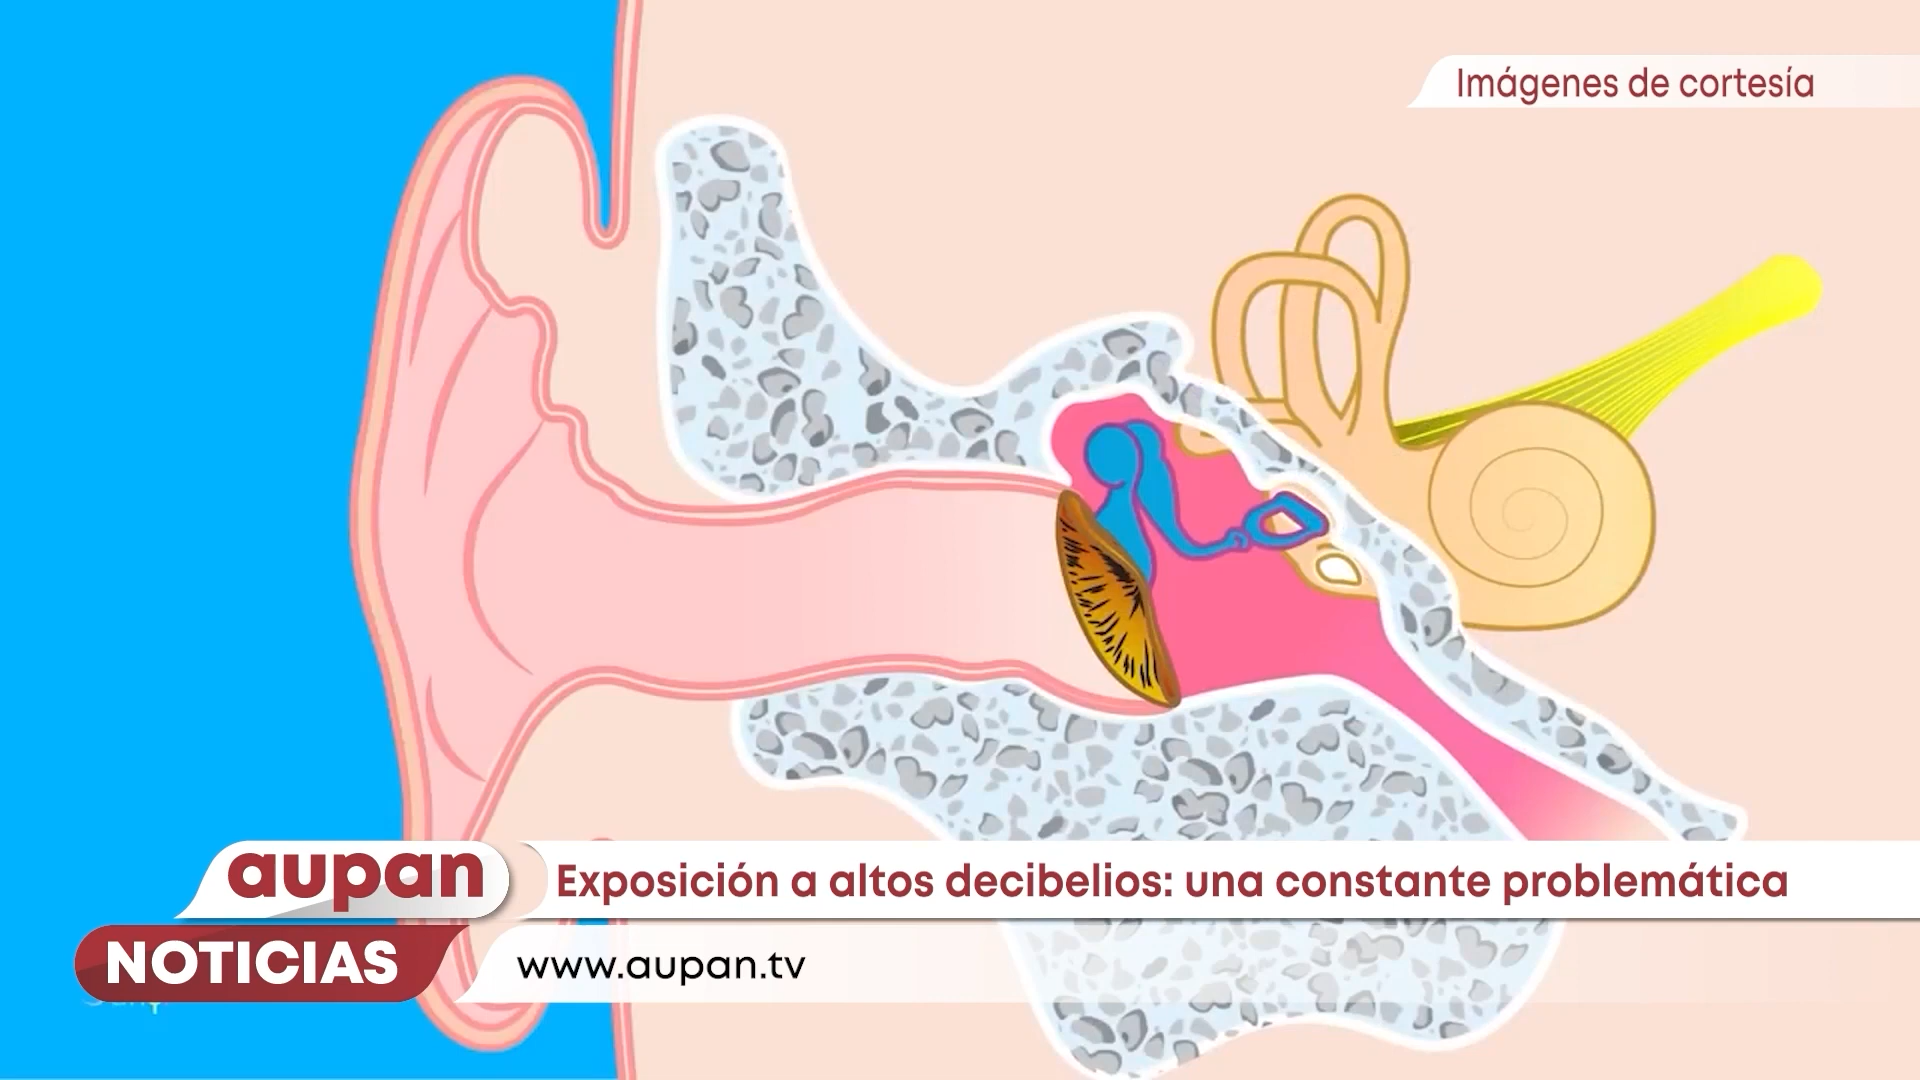 Imágenes de cortesía
aupan
Exposición a altos decibelios: una constante problemática
NOTICIAS
www.aupan.tv